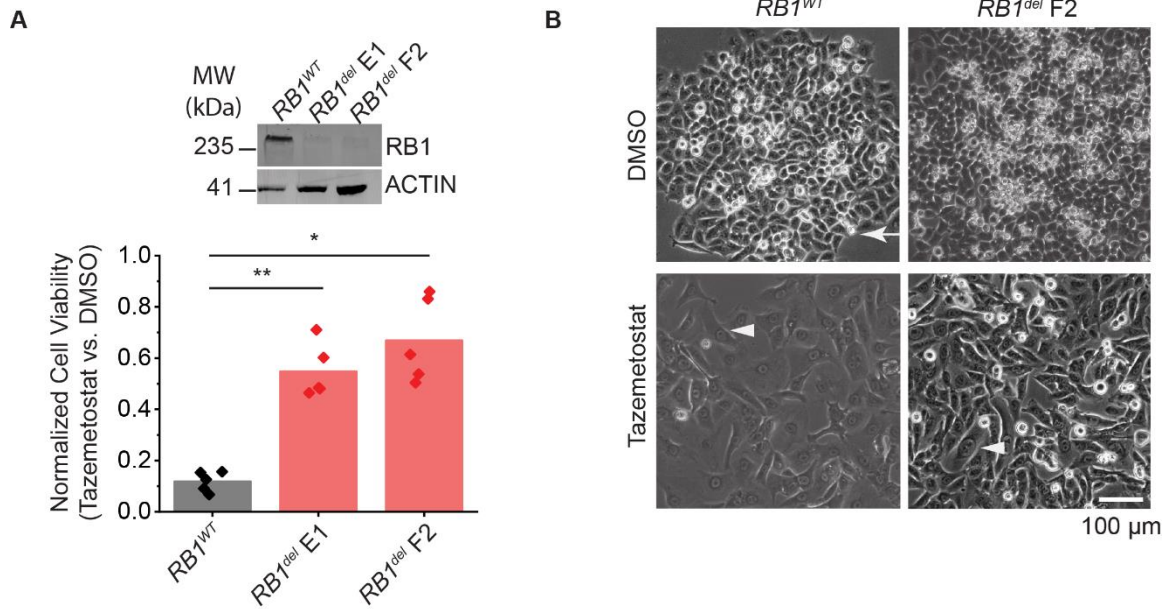 A
MW
(kDa)
RB1WT
RB1del E1
RB1del F2
235
RB1
41
ACTIN
*
**
Normalized Cell Viability
(Tazemetostat vs. DMSO)
1.0
0.8
0.6
0.4
0.2
0.0
RB1WT
RB1del E1
RB1del F2
B
RB1WT
RB1del F2
DMSO
Tazemetostat
100 µm